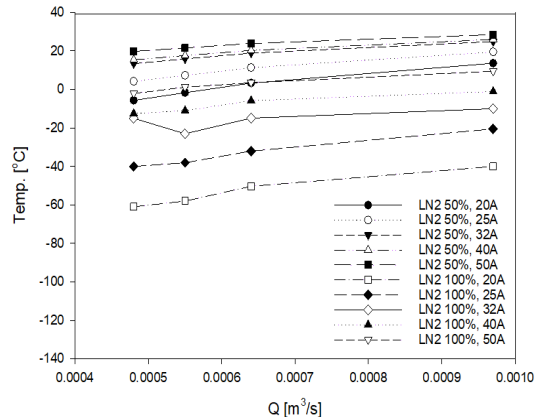 40
20
0
-20
-40
-60
-80
-100
-120
-140
Temp. [°C]
LN2 50%, 20A
LN2 50%, 25A
LN2 50%, 32A
LN2 50%, 40A
LN2 50%, 50A
LN2 100%, 20A
LN2 100%, 25A
LN2 100%, 32A
LN2 100%, 40A
LN2 100%, 50A
0.0004 0.0005 0.0006 0.0007 0.0008 0.0009 0.0010
Q [m³/s]